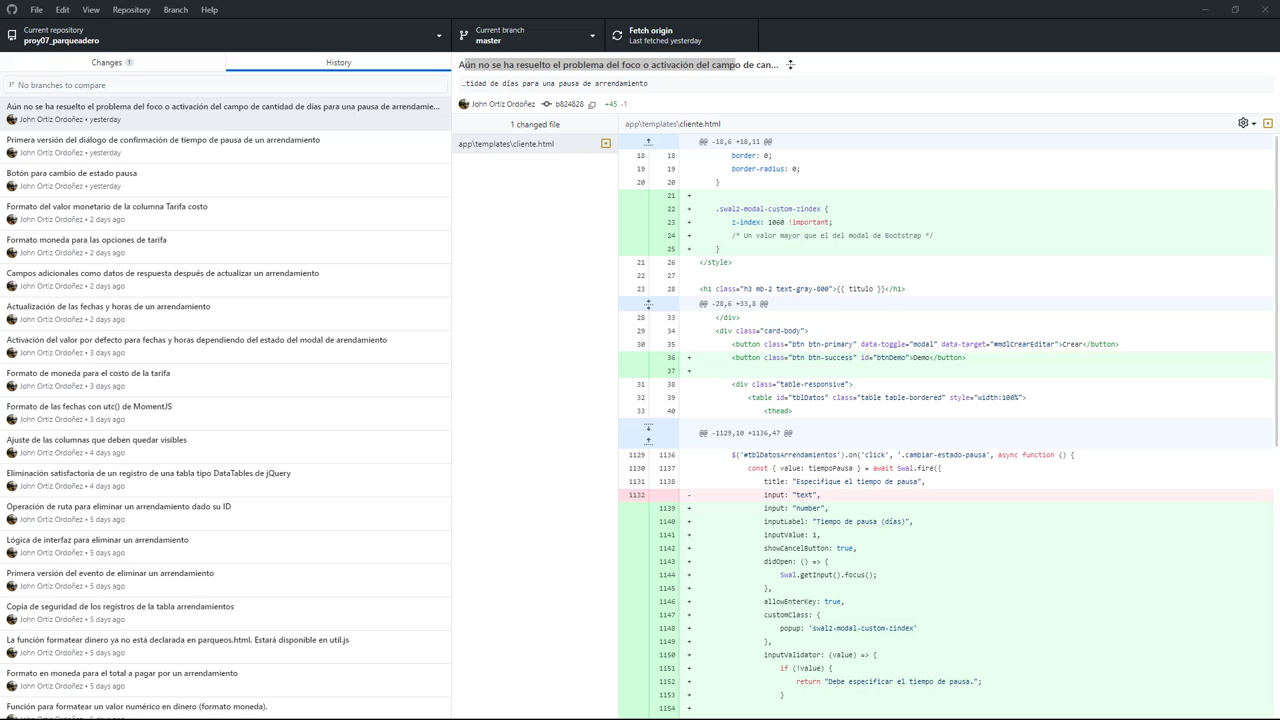 File Edit View Repository Branch Help
Current repository
proy07_parqueadero
Current branch
master
Fetch origin
Last fetched yesterday
Changes 1
History
No branches to compare
Aún no se ha resuelto el problema del foco o activación del campo de cantidad de días para una pausa de arrendamie...
John Ortiz Ordoñez • yesterday
Primera versión del diálogo de confirmación de tiempo de pausa de un arrendamiento
John Ortiz Ordoñez • yesterday
Botón para cambio de estado pausa
John Ortiz Ordoñez • yesterday
Formato del valor monetario de la columna Tarifa costo
John Ortiz Ordoñez • 2 days ago
Formato moneda para las opciones de tarifa
John Ortiz Ordoñez • 2 days ago
Campos adicionales como datos de respuesta después de actualizar un arrendamiento
John Ortiz Ordoñez • 2 days ago
Actualización de las fechas y horas de un arrendamiento
John Ortiz Ordoñez • 2 days ago
Activación del valor por defecto para fechas y horas dependiendo del estado del modal de arendamiento
John Ortiz Ordoñez • 3 days ago
Formato de moneda para el costo de la tarifa
John Ortiz Ordoñez • 3 days ago
Formato de las fechas con utc() de MomentJS
John Ortiz Ordoñez • 3 days ago
Ajuste de las columnas que deben quedar visibles
John Ortiz Ordoñez • 4 days ago
Eliminación satisfactoria de un registro de una tabla tipo DataTables de jQuery
John Ortiz Ordoñez • 4 days ago
Operación de ruta para eliminar un arrendamiento dado su ID
John Ortiz Ordoñez • 5 days ago
Lógica de interfaz para eliminar un arrendamiento
John Ortiz Ordoñez • 5 days ago
Primera versión del evento de eliminar un arrendamiento
John Ortiz Ordoñez • 5 days ago
Copia de seguridad de los registros de la tabla arrendamientos
John Ortiz Ordoñez • 5 days ago
La función formatear dinero ya no está declarada en parqueos.html. Estará disponible en util.js
John Ortiz Ordoñez • 5 days ago
Formato en moneda para el total a pagar por un arrendamiento
John Ortiz Ordoñez • 5 days ago
Función para formatear un valor numérico en dinero (formato moneda).
Aún no se ha resuelto el problema del foco o activación del campo de can...
...tidad de días para una pausa de arrendamiento
John Ortiz Ordoñez b824828 +45 -1
1 changed file
app\templates\cliente.html
app\templates\cliente.html
@@ -18,6 +18,11 @@
18 18 border: 0;
19 19 border-radius: 0;
20 20 }
21 +
22 + .swal2-modal-custom-zindex {
23 + z-index: 1060 !important;
24 + /* Un valor mayor que el del modal de Bootstrap */
25 + }
21 26 </style>
22 27
23 28 <h1 class="h3 mb-2 text-gray-800">{{ titulo }}</h1>
@@ -28,6 +33,8 @@
28 33 </div>
29 34 <div class="card-body">
30 35 <button class="btn btn-primary" data-toggle="modal" data-target="#mdlCrearEditar">Crear</button>
36 + <button class="btn btn-success" id="btnDemo">Demo</button>
37 +
31 38 <div class="table-responsive">
32 39 <table id="tblDatos" class="table table-bordered" style="width:100%">
33 40 <thead>
@@ -1129,10 +1136,47 @@
1129 1136 $('#tblDatosArrendamientos').on('click', '.cambiar-estado-pausa', async function () {
1130 1137 const { value: tiempoPausa } = await Swal.fire({
1131 1138 title: "Especifique el tiempo de pausa",
1132 - input: "text",
1139 + input: "number",
1140 + inputLabel: "Tiempo de pausa (días)",
1141 + inputValue: 1,
1142 + showCancelButton: true,
1143 + didOpen: () => {
1144 + Swal.getInput().focus();
1145 + },
1146 + allowEnterKey: true,
1147 + customClass: {
1148 + popup: 'swal2-modal-custom-zindex'
1149 + },
1150 + inputValidator: (value) => {
1151 + if (!value) {
1152 + return "Debe especificar el tiempo de pausa.";
1153 + }
1154 +